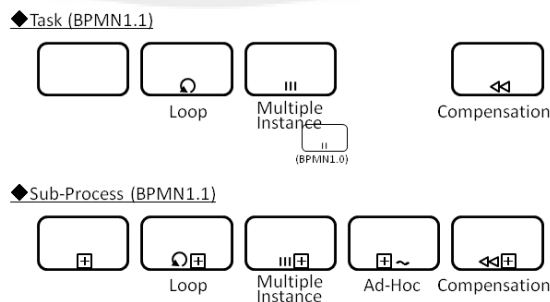 ◆Task (BPMN1.1)
Loop
Multiple
Instance
Compensation
(BPMN1.0)
◆Sub-Process (BPMN1.1)
Loop
Multiple
Instance
Ad-Hoc
Compensation